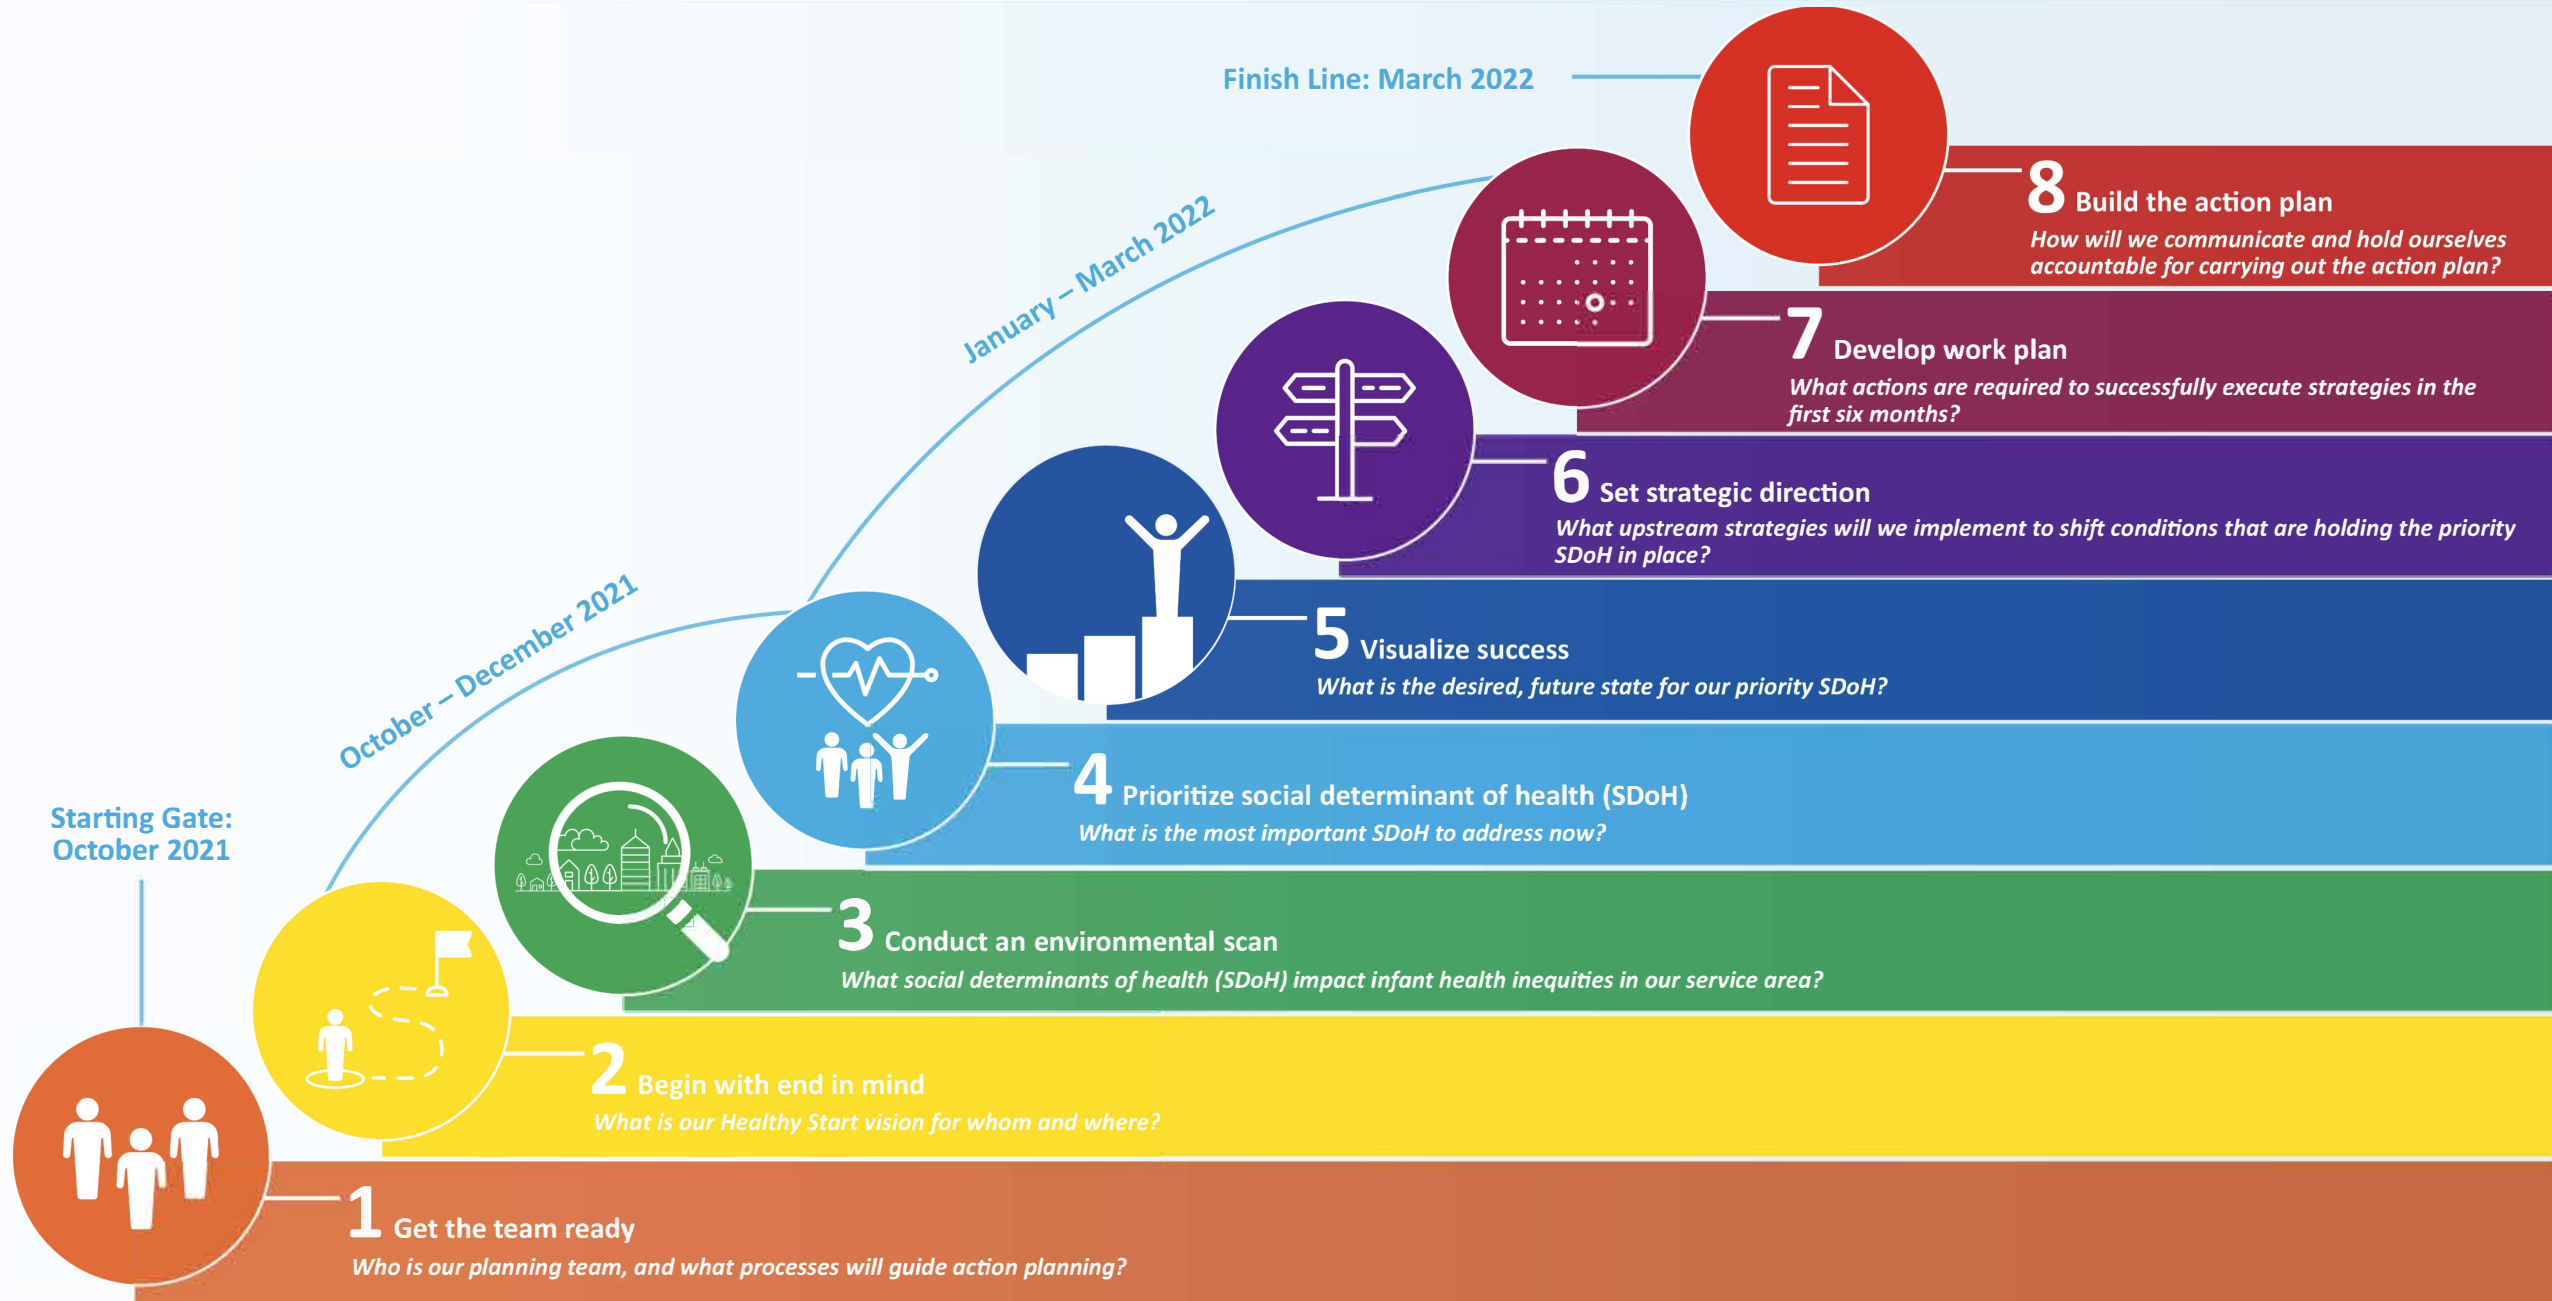 Finish Line: March 2022
January – March 2022
October – December 2021
Starting Gate:
October 2021
8 Build the action plan
How will we communicate and hold ourselves
accountable for carrying out the action plan?
7 Develop work plan
What actions are required to successfully execute strategies in the
first six months?
6 Set strategic direction
What upstream strategies will we implement to shift conditions that are holding the priority
SDoH in place?
5 Visualize success
What is the desired, future state for our priority SDoH?
4 Prioritize social determinant of health (SDoH)
What is the most important SDoH to address now?
3 Conduct an environmental scan
What social determinants of health (SDoH) impact infant health inequities in our service area?
2 Begin with end in mind
What is our Healthy Start vision for whom and where?
1 Get the team ready
Who is our planning team, and what processes will guide action planning?